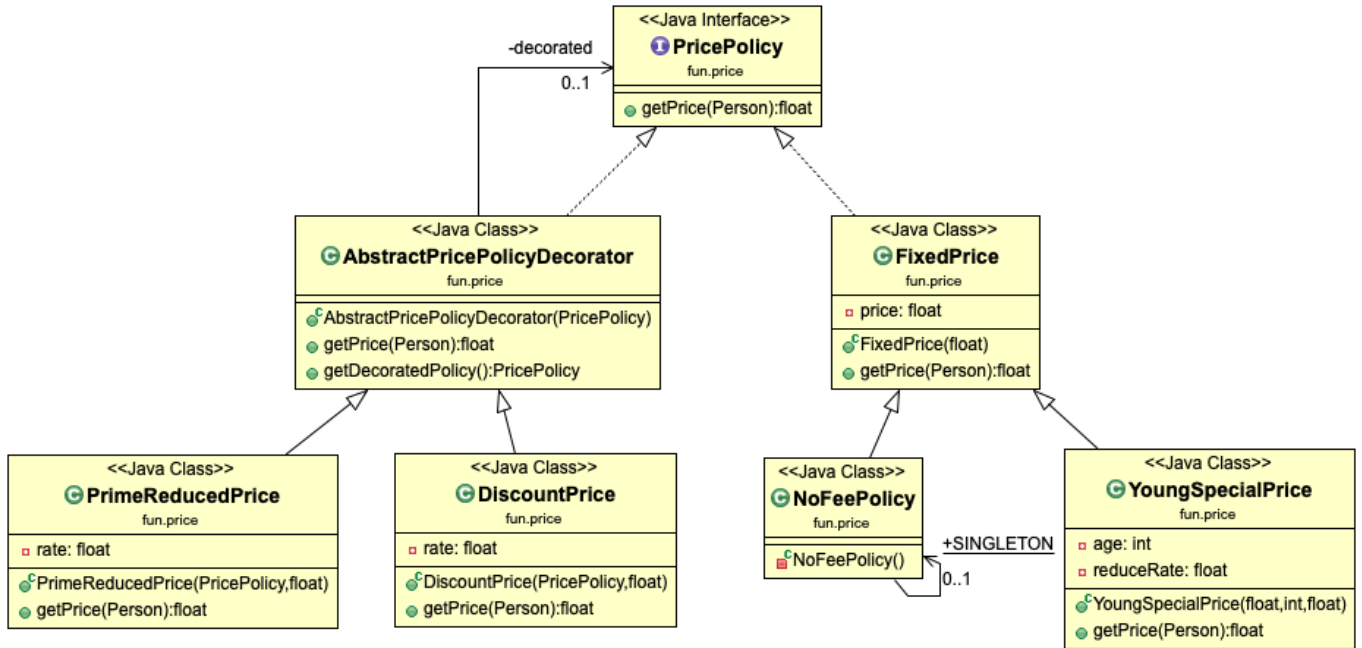 <<Java Interface>>
PricePolicy
fun.price
getPrice(Person):float
-decorated
0..1
<<Java Class>>
AbstractPricePolicyDecorator
fun.price
AbstractPricePolicyDecorator(PricePolicy)
getPrice(Person):float
getDecoratedPolicy():PricePolicy
<<Java Class>>
FixedPrice
fun.price
price: float
FixedPrice(float)
getPrice(Person):float
<<Java Class>>
PrimeReducedPrice
fun.price
rate: float
PrimeReducedPrice(PricePolicy,float)
getPrice(Person):float
<<Java Class>>
DiscountPrice
fun.price
rate: float
DiscountPrice(PricePolicy,float)
getPrice(Person):float
<<Java Class>>
NoFeePolicy
fun.price
NoFeePolicy()
+SINGLETON
0..1
<<Java Class>>
YoungSpecialPrice
fun.price
age: int
reduceRate: float
YoungSpecialPrice(float,int,float)
getPrice(Person):float